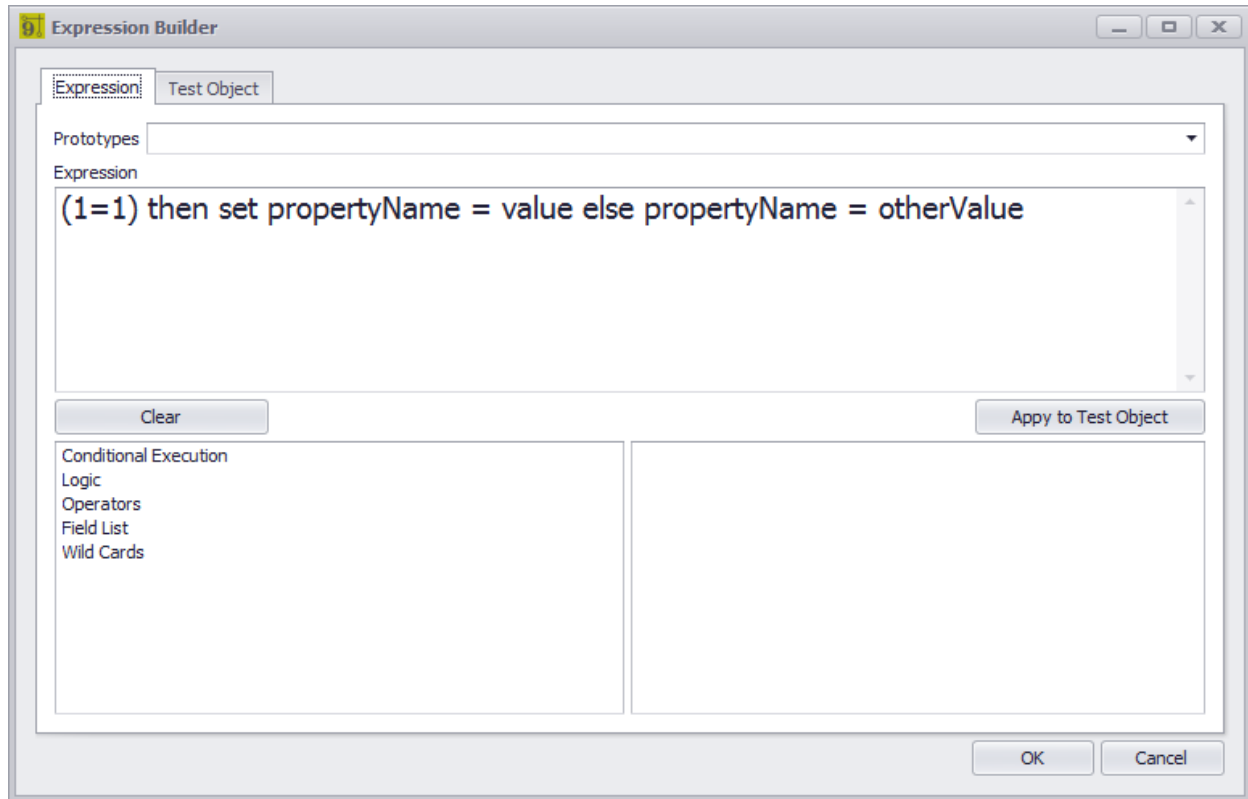 Expression Builder
Expression Test Object
Prototypes
Expression
(1=1) then set propertyName = value else propertyName = otherValue
Clear Appy to Test Object
Conditional Execution
Logic
Operators
Field List
Wild Cards
OK Cancel